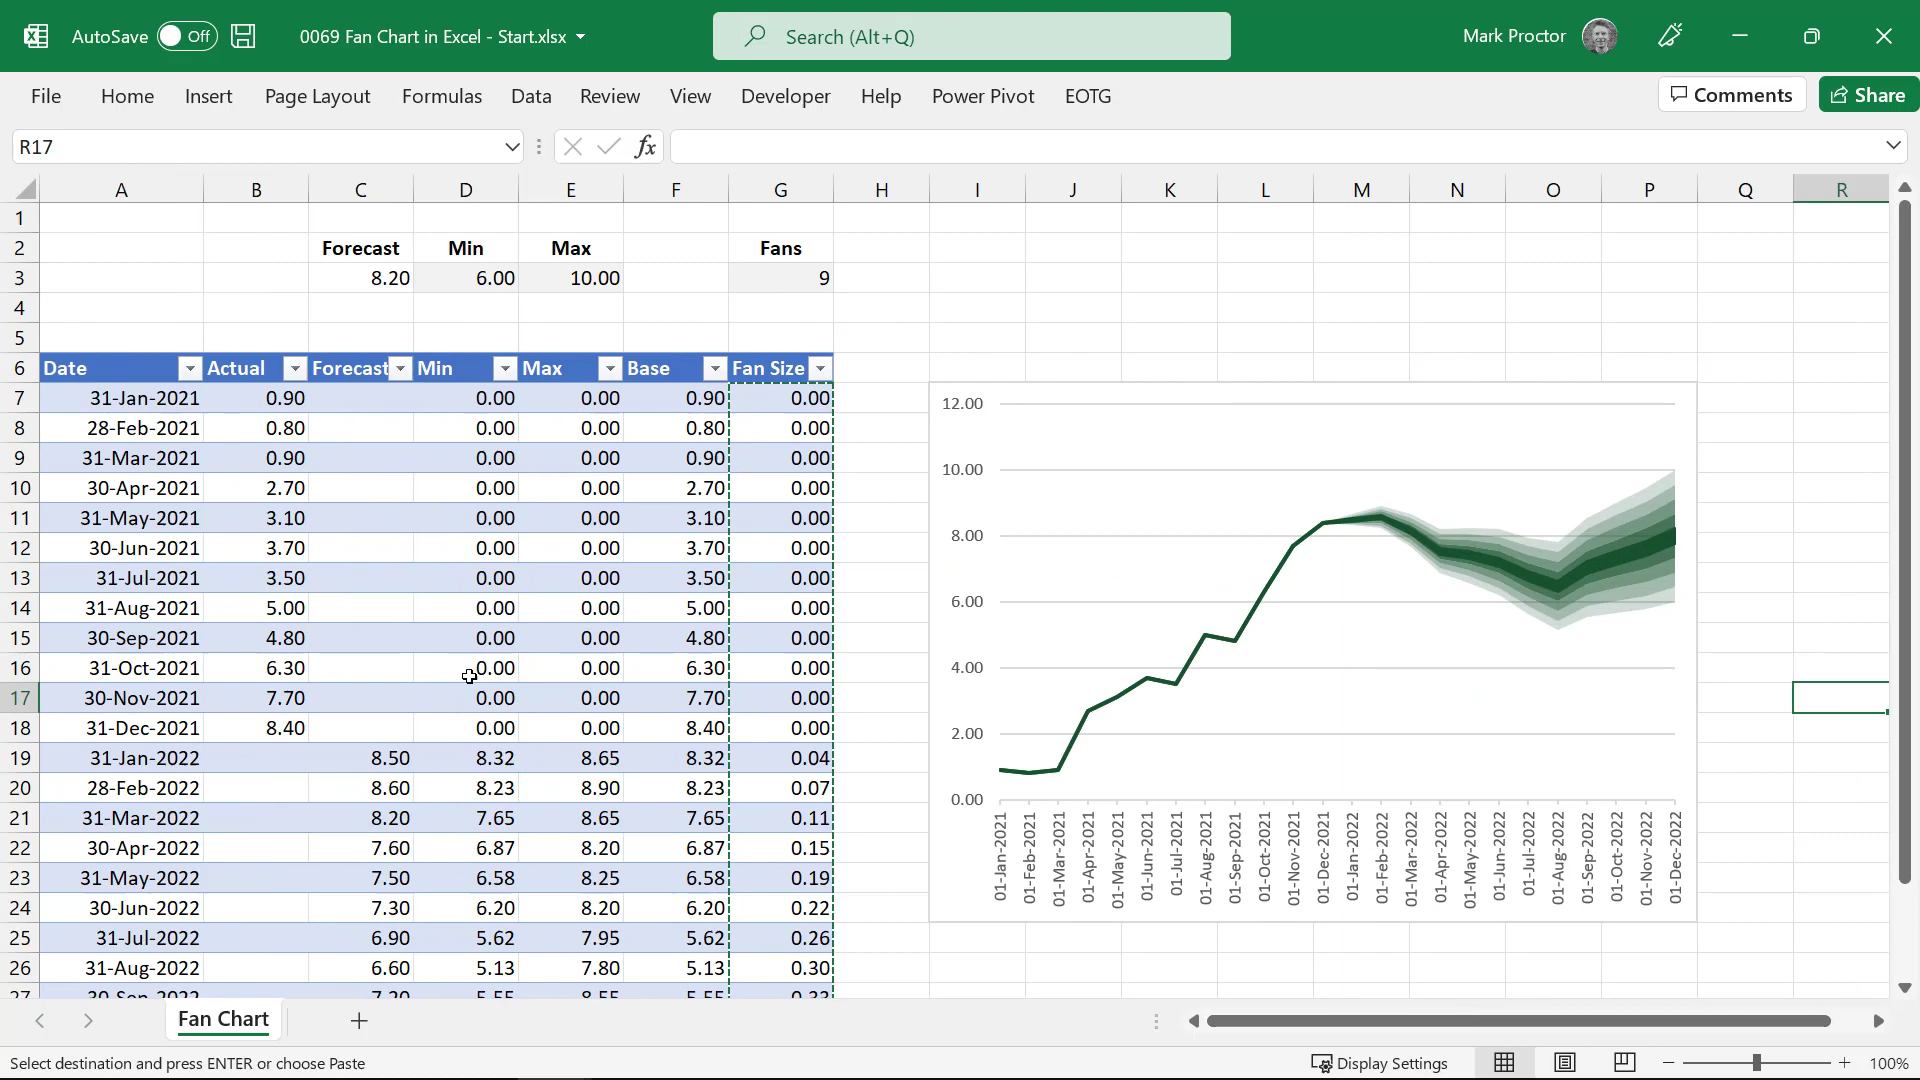 AutoSave Off 0069 Fan Chart in Excel - Start.xlsx Search (Alt+Q) Mark Proctor
File Home Insert Page Layout Formulas Data Review View Developer Help Power Pivot EOTG Comments Share
R17 fx
A B C D E F G H I J K L M N O P Q R
1
2 Forecast Min Max Fans
3 8.20 6.00 10.00 9
4
5
6 Date Actual Forecast Min Max Base Fan Size
7 31-Jan-2021 0.90 0.00 0.00 0.90 0.00
8 28-Feb-2021 0.80 0.00 0.00 0.80 0.00
9 31-Mar-2021 0.90 0.00 0.00 0.90 0.00
10 30-Apr-2021 2.70 0.00 0.00 2.70 0.00
11 31-May-2021 3.10 0.00 0.00 3.10 0.00
12 30-Jun-2021 3.70 0.00 0.00 3.70 0.00
13 31-Jul-2021 3.50 0.00 0.00 3.50 0.00
14 31-Aug-2021 5.00 0.00 0.00 5.00 0.00
15 30-Sep-2021 4.80 0.00 0.00 4.80 0.00
16 31-Oct-2021 6.30 0.00 0.00 6.30 0.00
17 30-Nov-2021 7.70 0.00 0.00 7.70 0.00
18 31-Dec-2021 8.40 0.00 0.00 8.40 0.00
19 31-Jan-2022 8.50 8.32 8.65 8.32 0.04
20 28-Feb-2022 8.60 8.23 8.90 8.23 0.07
21 31-Mar-2022 8.20 7.65 8.65 7.65 0.11
22 30-Apr-2022 7.60 6.87 8.20 6.87 0.15
23 31-May-2022 7.50 6.58 8.25 6.58 0.19
24 30-Jun-2022 7.30 6.20 8.20 6.20 0.22
25 31-Jul-2022 6.90 5.62 7.95 5.62 0.26
26 31-Aug-2022 6.60 5.13 7.80 5.13 0.30
27 30-Sep-2022 7.20 5.55 8.55 5.55 0.33
12.00
10.00
8.00
6.00
4.00
2.00
0.00
01-Jan-2021
01-Feb-2021
01-Mar-2021
01-Apr-2021
01-May-2021
01-Jun-2021
01-Jul-2021
01-Aug-2021
01-Sep-2021
01-Oct-2021
01-Nov-2021
01-Dec-2021
01-Jan-2022
01-Feb-2022
01-Mar-2022
01-Apr-2022
01-May-2022
01-Jun-2022
01-Jul-2022
01-Aug-2022
01-Sep-2022
01-Oct-2022
01-Nov-2022
01-Dec-2022
Fan Chart
Select destination and press ENTER or choose Paste Display Settings 100%